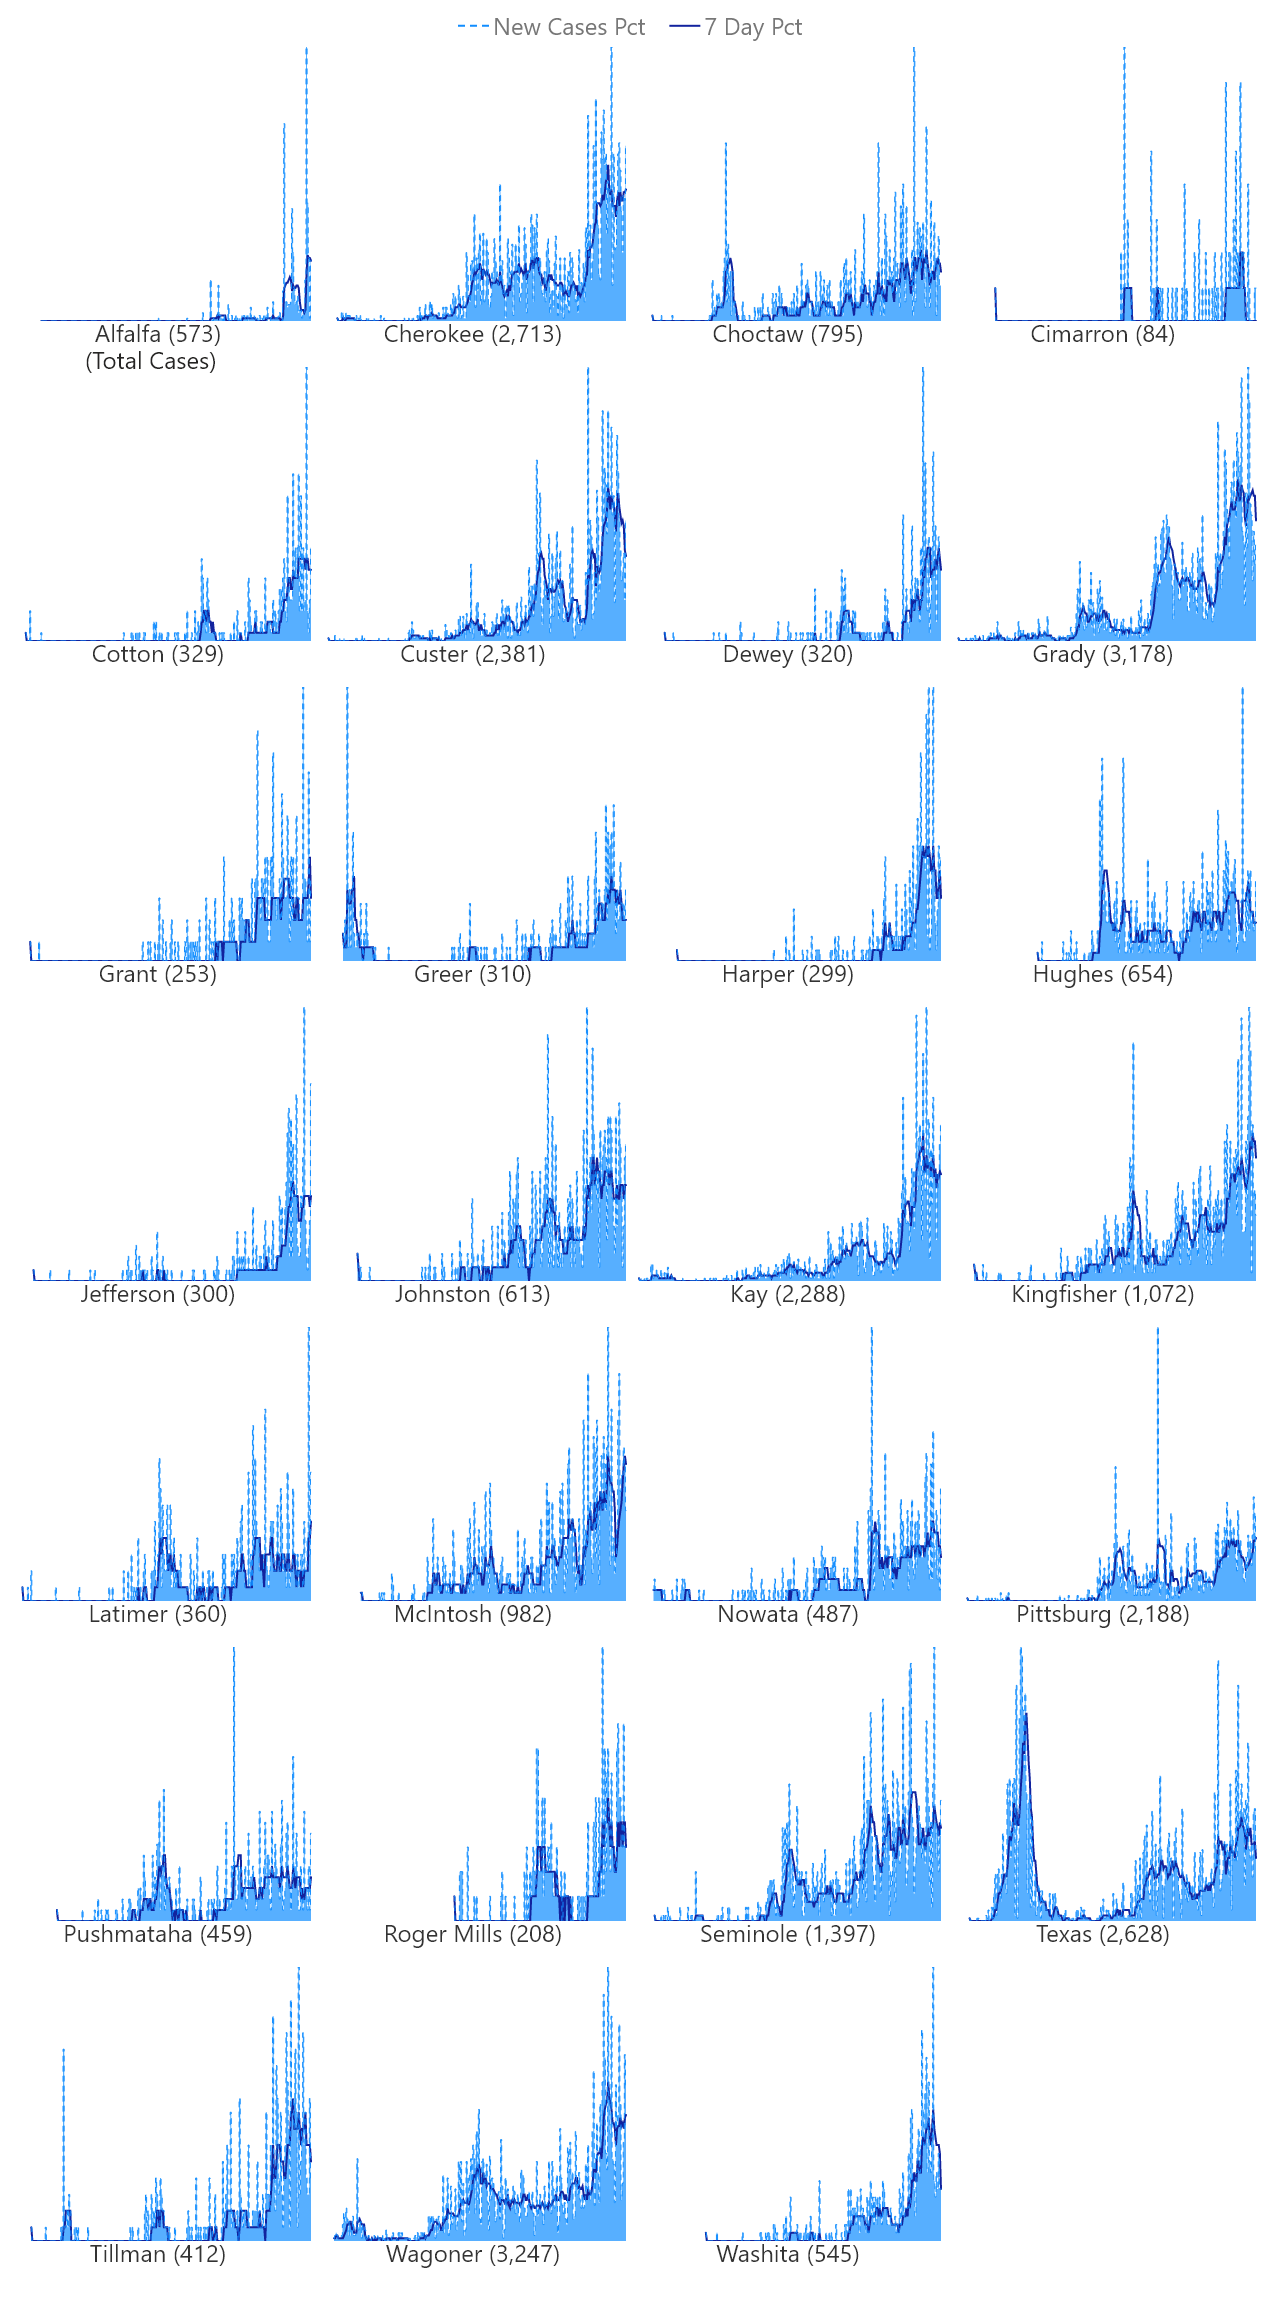 New Cases Pct 7 Day Pct
Alfalfa (573) Cherokee (2,713) Choctaw (795) Cimarron (84)
(Total Cases)
Cotton (329) Custer (2,381) Dewey (320) Grady (3,178)
Grant (253) Greer (310) Harper (299) Hughes (654)
Jefferson (300) Johnston (613) Kay (2,288) Kingfisher (1,072)
Latimer (360) McIntosh (982) Nowata (487) Pittsburg (2,188)
Pushmataha (459) Roger Mills (208) Seminole (1,397) Texas (2,628)
Tillman (412) Wagoner (3,247) Washita (545)